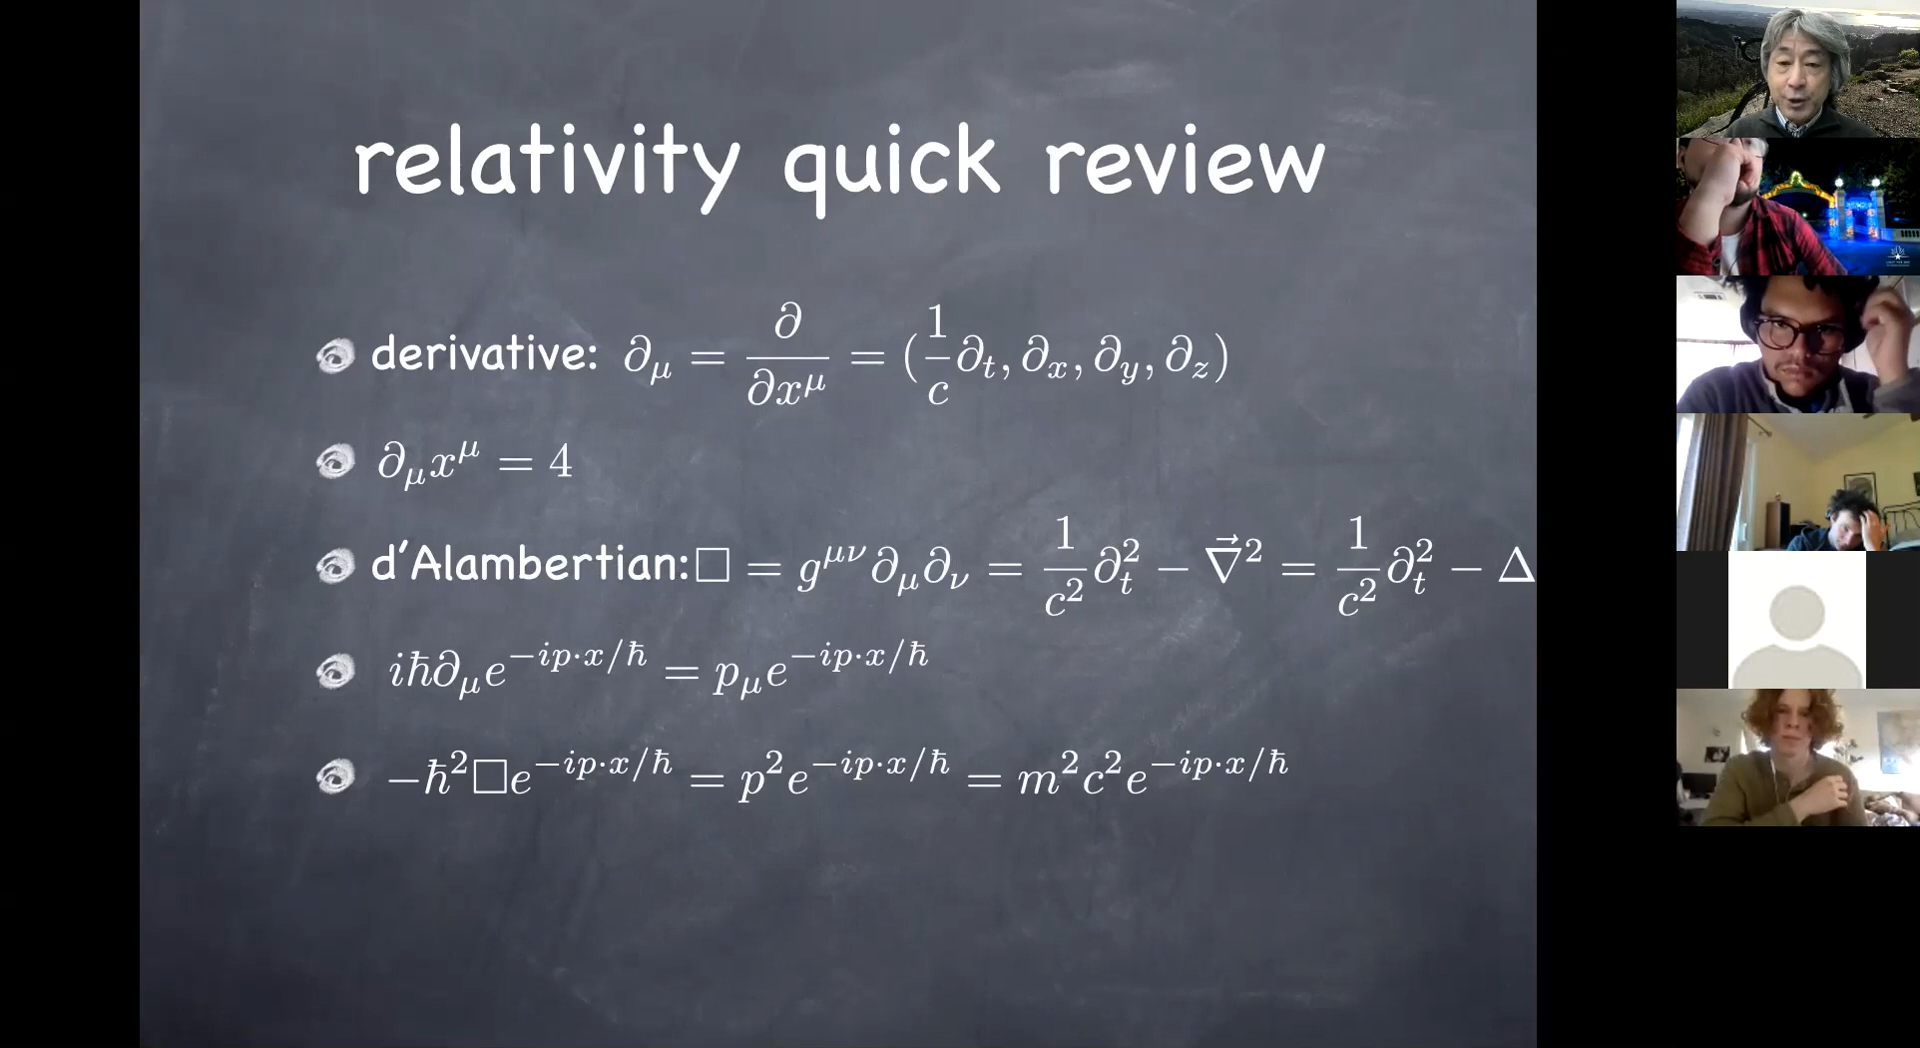 relativity quick review
derivative: ∂_μ = ∂/∂x^μ = (1/c ∂_t, ∂_x, ∂_y, ∂_z)
∂_μ x^μ = 4
d'Alambertian: □ = g^{μν}∂_μ∂_ν = 1/c² ∂_t² − ∇⃗² = 1/c² ∂_t² − Δ
iℏ∂_μ e^{−ip·x/ℏ} = p_μ e^{−ip·x/ℏ}
−ℏ²□e^{−ip·x/ℏ} = p² e^{−ip·x/ℏ} = m²c² e^{−ip·x/ℏ}